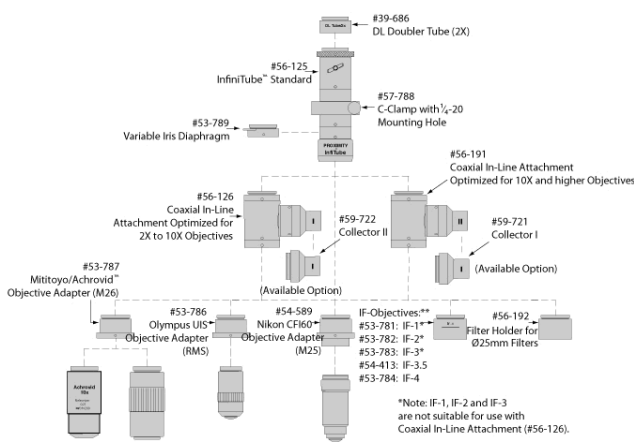 #39-686
DL Doubler Tube (2X)
DL Tube2x
#56-125
InfiniTube™ Standard
#57-788
C-Clamp with ¼-20
Mounting Hole
#53-789
Variable Iris Diaphragm
PROXIMITY
InfiTube
#56-191
Coaxial In-Line Attachment
Optimized for 10X and higher Objectives
#56-126
Coaxial In-Line
Attachment Optimized for
2X to 10X Objectives
I
II
#59-722
Collector II
#59-721
Collector I
I
I
(Available Option)
(Available Option)
#53-787
Mititoyo/Achrovid™
Objective Adapter (M26)
#53-786
Olympus UIS
Objective Adapter
(RMS)
#54-589
Nikon CFI60
Objective Adapter
(M25)
IF-Objectives:**
#53-781: IF-1*
#53-782: IF-2*
#53-783: IF-3*
#54-413: IF-3.5
#53-784: IF-4
#56-192
Filter Holder for
Ø25mm Filters
Achroid
10x
*Note: IF-1, IF-2 and IF-3
are not suitable for use with
Coaxial In-Line Attachment (#56-126).